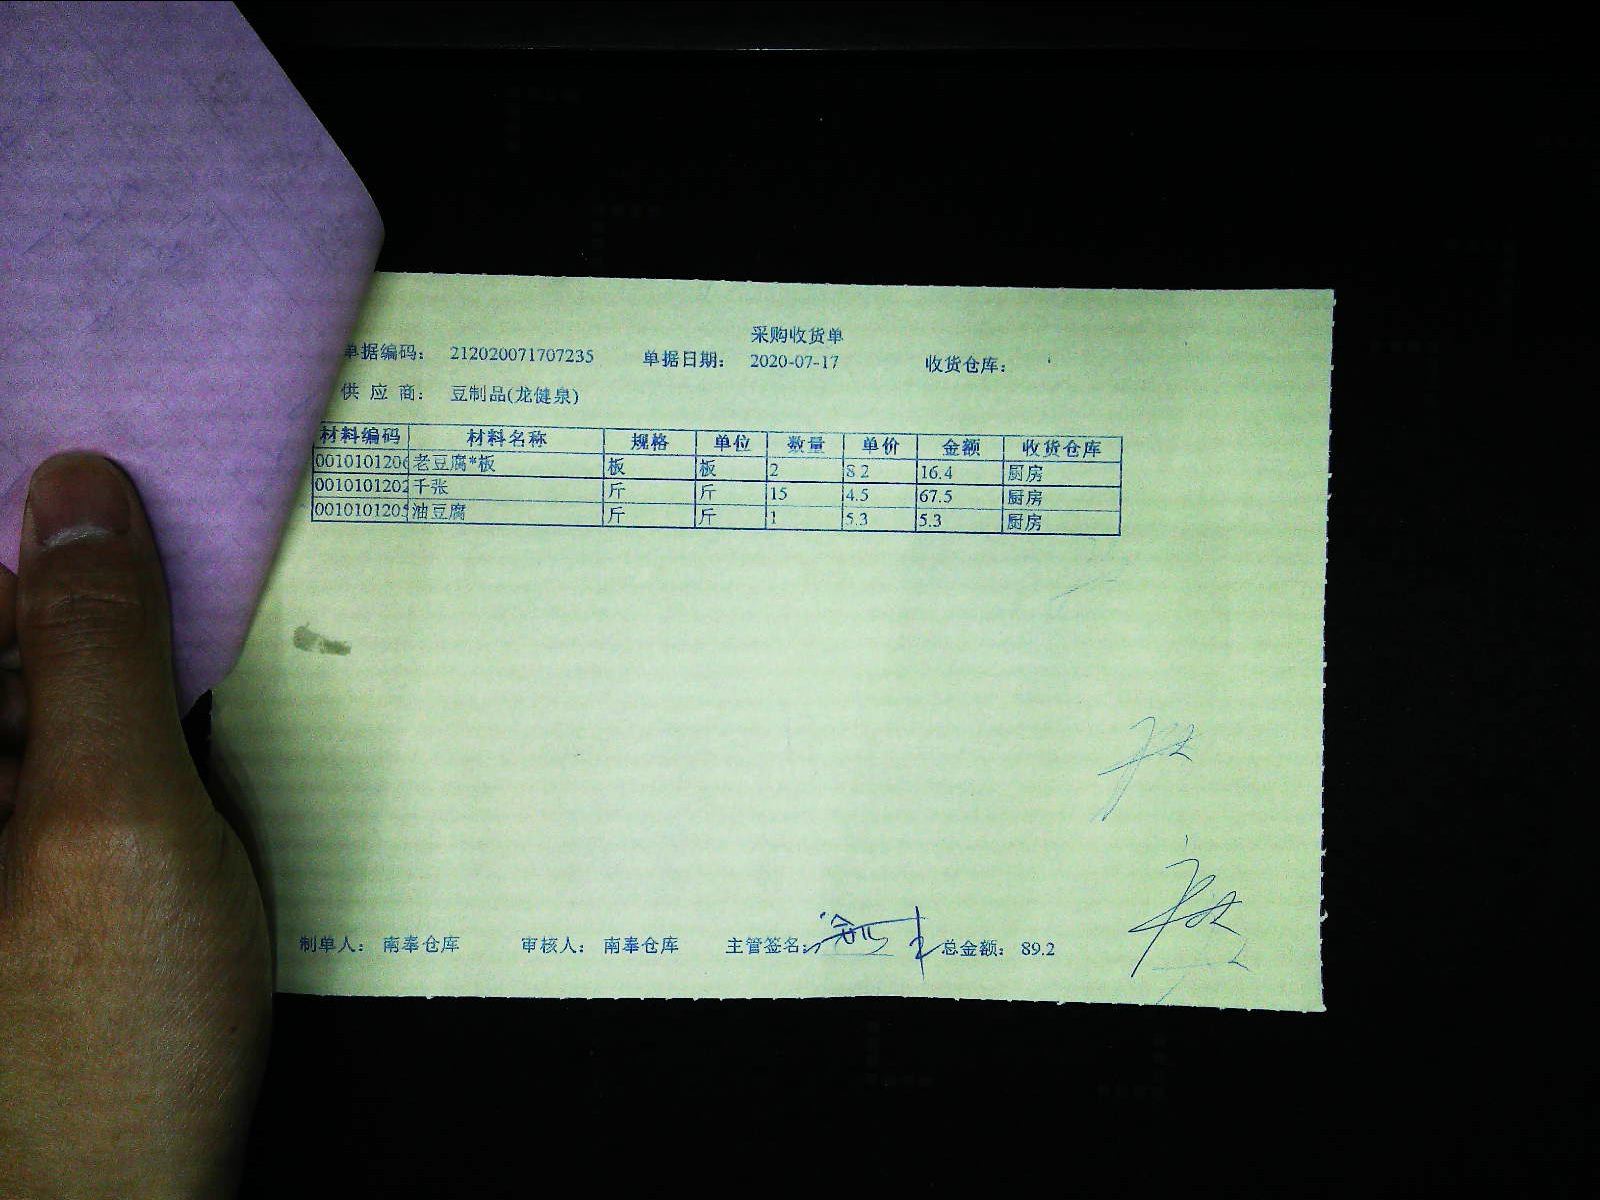 采购收货单
单据编码: 212020071707235 单据日期: 2020-07-17 收货仓库:
供 应 商: 豆制品(龙健泉)
材料编码 材料名称 规格 单位 数量 单价 金额 收货仓库
0010101206 老豆腐*板 板 板 2 8.2 16.4 厨房
0010101202 千张 斤 斤 15 4.5 67.5 厨房
0010101205 油豆腐 斤 斤 1 5.3 5.3 厨房
制单人: 南奉仓库 审核人: 南奉仓库 主管签名: 总金额: 89.2